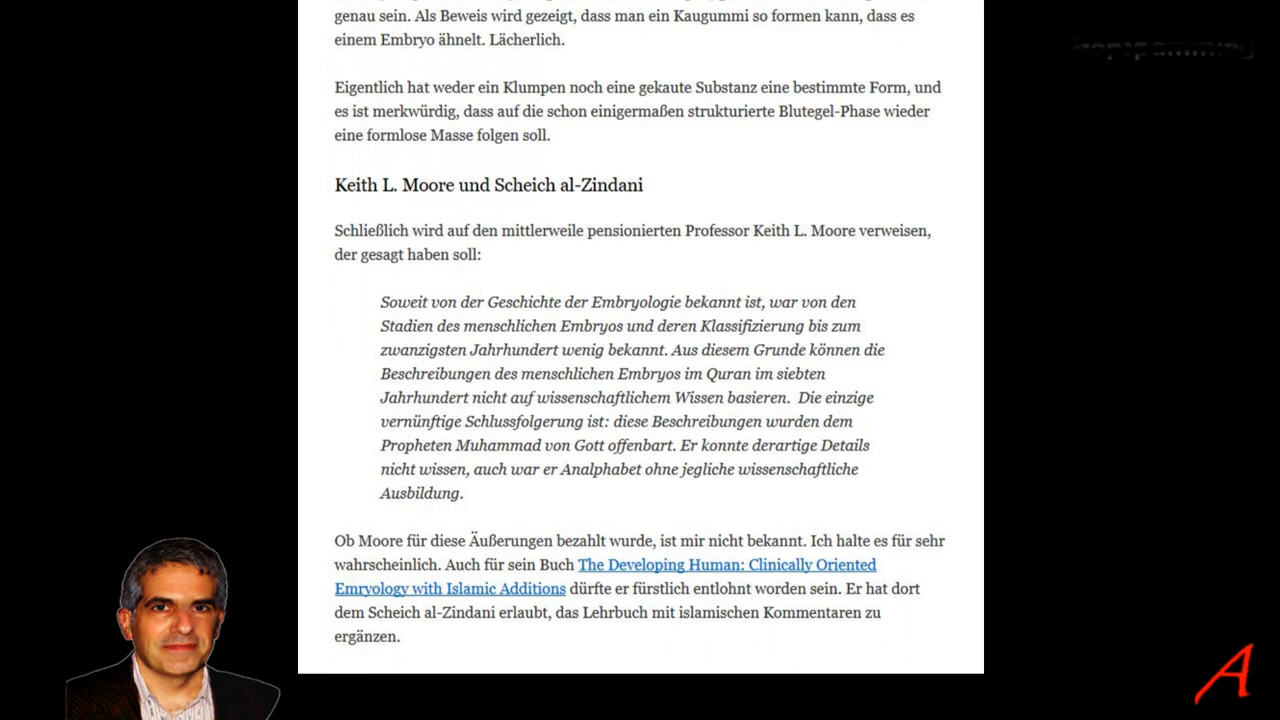 genau sein. Als Beweis wird gezeigt, dass man ein Kaugummi so formen kann, dass es
einem Embryo ähnelt. Lächerlich.
Eigentlich hat weder ein Klumpen noch eine gekaute Substanz eine bestimmte Form, und
es ist merkwürdig, dass auf die schon einigermaßen strukturierte Blutegel-Phase wieder
eine formlose Masse folgen soll.
Keith L. Moore und Scheich al-Zindani
Schließlich wird auf den mittlerweile pensionierten Professor Keith L. Moore verweisen,
der gesagt haben soll:
Soweit von der Geschichte der Embryologie bekannt ist, war von den
Stadien des menschlichen Embryos und deren Klassifizierung bis zum
zwanzigsten Jahrhundert wenig bekannt. Aus diesem Grunde können die
Beschreibungen des menschlichen Embryos im Quran im siebten
Jahrhundert nicht auf wissenschaftlichem Wissen basieren. Die einzige
vernünftige Schlussfolgerung ist: diese Beschreibungen wurden dem
Propheten Muhammad von Gott offenbart. Er konnte derartige Details
nicht wissen, auch war er Analphabet ohne jegliche wissenschaftliche
Ausbildung.
Ob Moore für diese Äußerungen bezahlt wurde, ist mir nicht bekannt. Ich halte es für sehr
wahrscheinlich. Auch für sein Buch The Developing Human: Clinically Oriented
Emryology with Islamic Additions dürfte er fürstlich entlohnt worden sein. Er hat dort
dem Scheich al-Zindani erlaubt, das Lehrbuch mit islamischen Kommentaren zu
ergänzen.
A